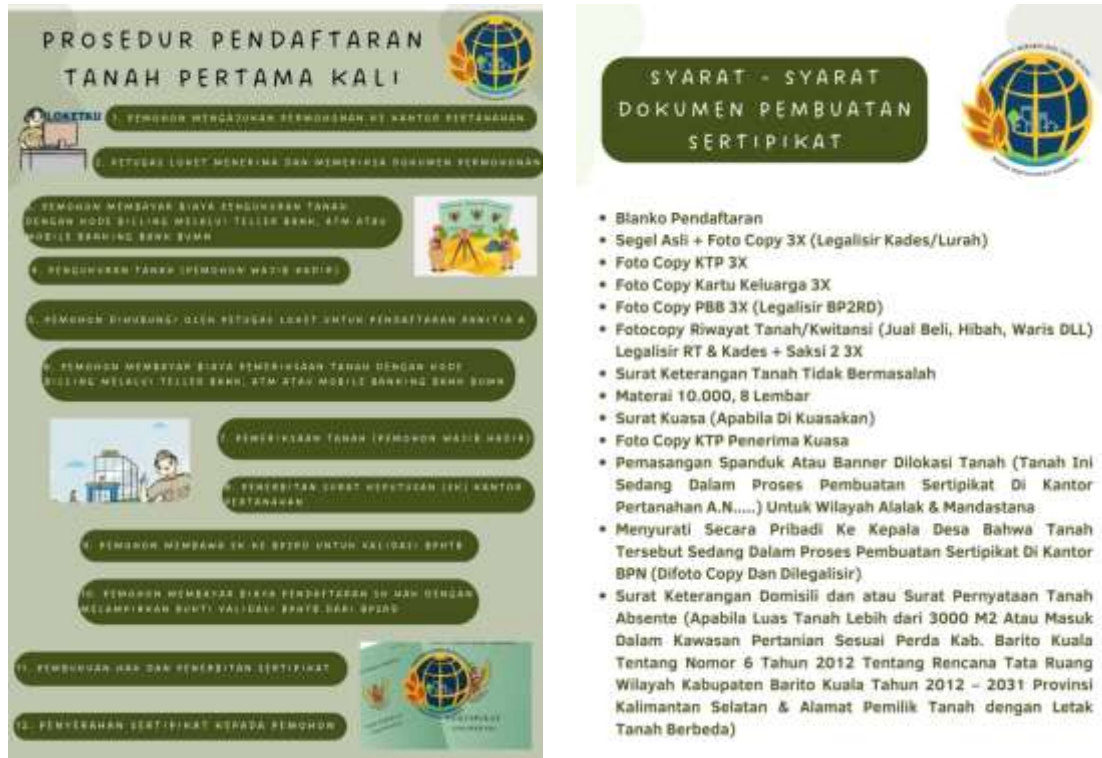 PROSEDUR PENDAFTARAN
TANAH PERTAMA KALI
LOKETKU
1. PEMOHON MENGAJUKAN PERMOHONAN KE KANTOR PERTANAHAN
2. PETUGAS LOKET MENERIMA DAN MEMERIKSA DOKUMEN PERMOHONAN
3. PEMOHON MEMBAYAR BIAYA PENGUKURAN TANAH
DENGAN KODE BILLING MELALUI TELLER BANK, ATM ATAU
MOBILE BANKING BANK BUMN
4. PENGUKURAN TANAH (PEMOHON WAJIB HADIR)
5. PEMOHON DIHUBUNGI OLEH PETUGAS LOKET UNTUK PENDAFTARAN PANITIA A
6. PEMOHON MEMBAYAR BIAYA PEMERIKSAAN TANAH DENGAN KODE
BILLING MELALUI TELLER BANK, ATM ATAU MOBILE BANKING BANK BUMN
7. PEMERIKSAAN TANAH (PEMOHON WAJIB HADIR)
8. PENERBITAN SURAT KEPUTUSAN (SK) KANTOR
PERTANAHAN
9. PEMOHON MEMBAWA SK KE BP2RD UNTUK VALIDASI BPHTB
10. PEMOHON MEMBAYAR BIAYA PENDAFTARAN SK HAK DENGAN
MELAMPIRKAN BUKTI VALIDASI BPHTB DARI BP2RD
11. PEMBUKUAN HAK DAN PENERBITAN SERTIPIKAT
12. PENYERAHAN SERTIPIKAT KEPADA PEMOHON
SYARAT - SYARAT
DOKUMEN PEMBUATAN
SERTIPIKAT
• Blanko Pendaftaran
• Segel Asli + Foto Copy 3X (Legalisir Kades/Lurah)
• Foto Copy KTP 3X
• Foto Copy Kartu Keluarga 3X
• Foto Copy PBB 3X (Legalisir BP2RD)
• Fotocopy Riwayat Tanah/Kwitansi (Jual Beli, Hibah, Waris DLL)
Legalisir RT & Kades + Saksi 2 3X
• Surat Keterangan Tanah Tidak Bermasalah
• Materai 10.000, 8 Lembar
• Surat Kuasa (Apabila Di Kuasakan)
• Foto Copy KTP Penerima Kuasa
• Pemasangan Spanduk Atau Banner Dilokasi Tanah (Tanah Ini
Sedang Dalam Proses Pembuatan Sertipikat Di Kantor
Pertanahan A.N.....) Untuk Wilayah Alalak & Mandastana
• Menyurati Secara Pribadi Ke Kepala Desa Bahwa Tanah
Tersebut Sedang Dalam Proses Pembuatan Sertipikat Di Kantor
BPN (Difoto Copy Dan Dilegalisir)
• Surat Keterangan Domisili dan atau Surat Pernyataan Tanah
Absente (Apabila Luas Tanah Lebih dari 3000 M2 Atau Masuk
Dalam Kawasan Pertanian Sesuai Perda Kab. Barito Kuala
Tentang Nomor 6 Tahun 2012 Tentang Rencana Tata Ruang
Wilayah Kabupaten Barito Kuala Tahun 2012 – 2031 Provinsi
Kalimantan Selatan & Alamat Pemilik Tanah dengan Letak
Tanah Berbeda)